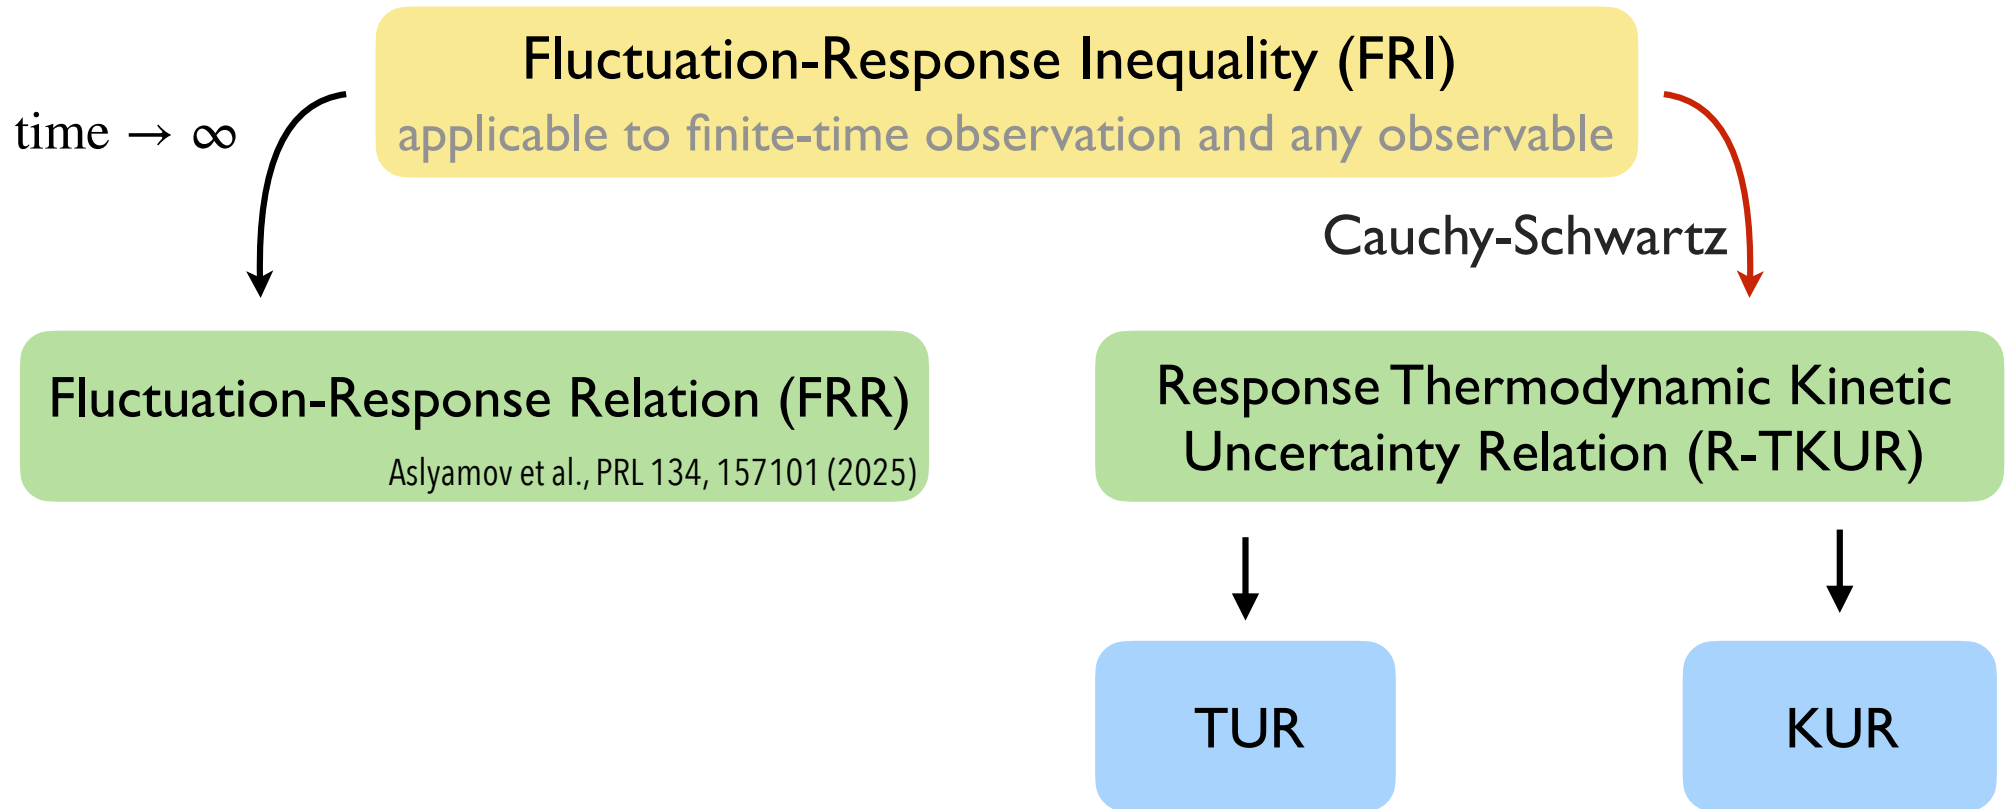 Fluctuation-Response Inequality (FRI)
applicable to finite-time observation and any observable
time → ∞
Cauchy-Schwartz
Fluctuation-Response Relation (FRR)
Aslyamov et al., PRL 134, 157101 (2025)
Response Thermodynamic Kinetic
Uncertainty Relation (R-TKUR)
TUR
KUR